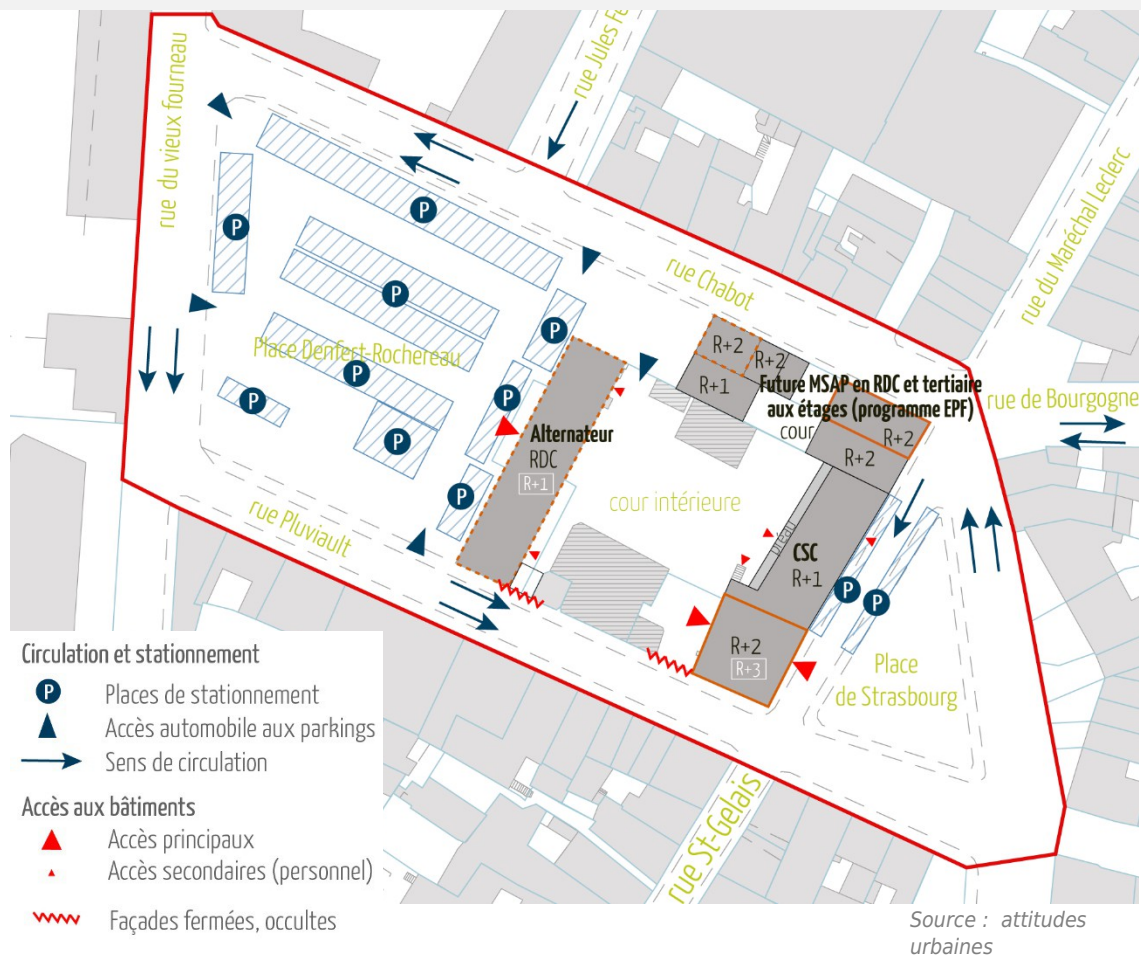 rue du vieux fourneau
rue Jules Fe
rue Chabot
rue du Maréchal Leclerc
rue de Bourgogne
P
P
P
P
P
P
P
P
P
Place Denfert-Rochereau
rue Pluviault
Alternateur
RDC
R+1
R+2
R+2
R+1
Future MSAP en RDC et tertiaire
aux étages (programme EPF)
cour
R+2
R+2
cour intérieure
préau
CSC
R+1
P
P
R+2
R+3
Place
de Strasbourg
rue St-Gelais
Circulation et stationnement
P
Places de stationnement
Accès automobile aux parkings
Sens de circulation
Accès aux bâtiments
Accès principaux
Accès secondaires (personnel)
Façades fermées, occultes
Source : attitudes
urbaines